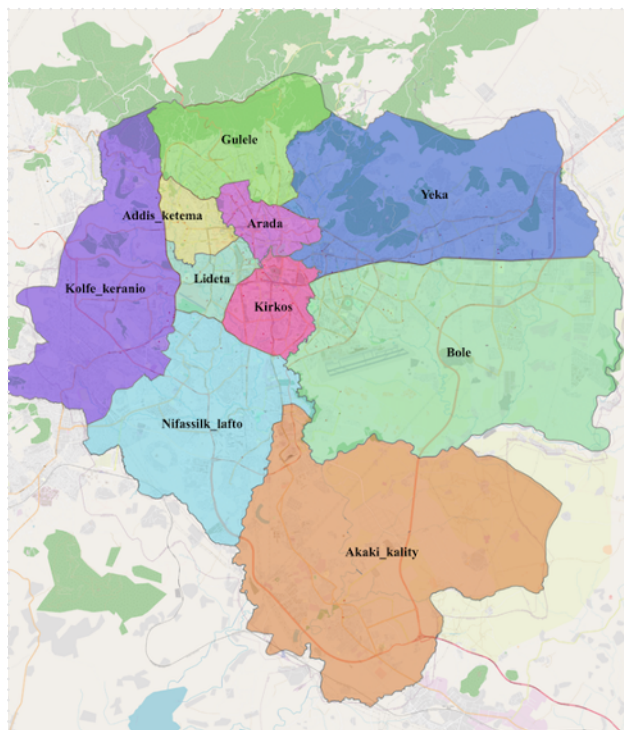 Gulele
Yeka
Addis_ketema
Arada
Lideta
Kolfe_keranio
Kirkos
Bole
Nifassilk_lafto
Akaki_kality